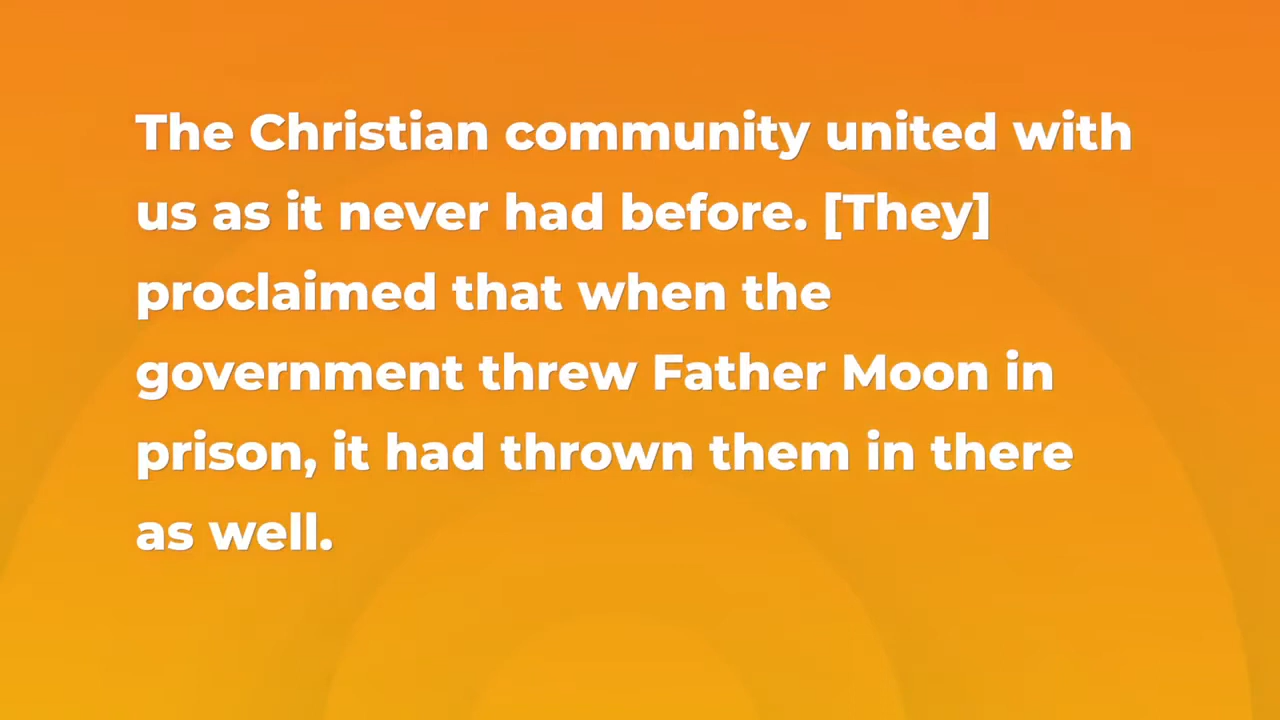 The Christian community united with
us as it never had before. [They]
proclaimed that when the
government threw Father Moon in
prison, it had thrown them in there
as well.